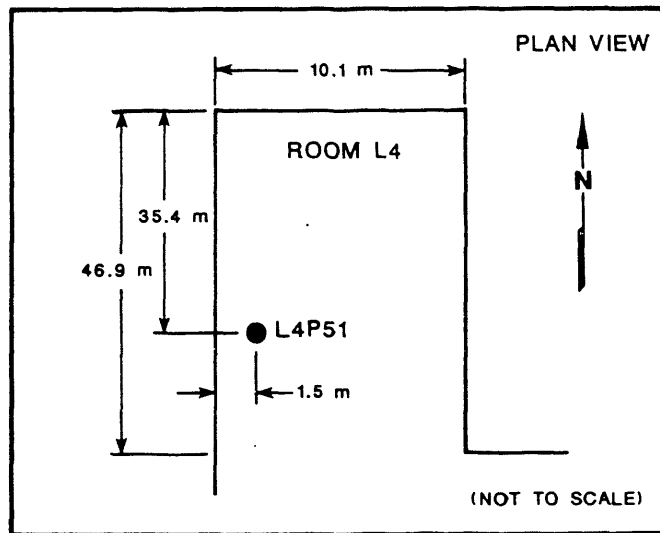 PLAN VIEW
10.1 m
ROOM L4
N
35.4 m
46.9 m
L4P51
1.5 m
(NOT TO SCALE)